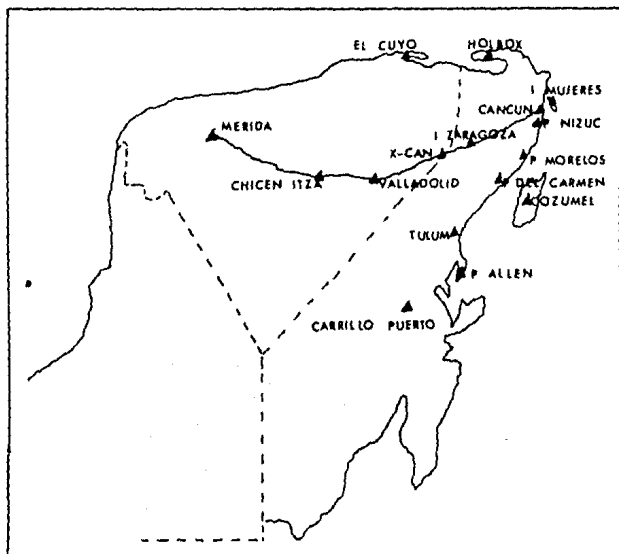 EL CUYO
HOLBOX
I MUJERES
CANCUN
P NIZUC
MERIDA
I ZARAGOZA
X-CAN
P MORELOS
CHICEN ITZA
VALLADOLID
P DEL CARMEN
COZUMEL
TULUM
P ALLEN
CARRILLO PUERTO